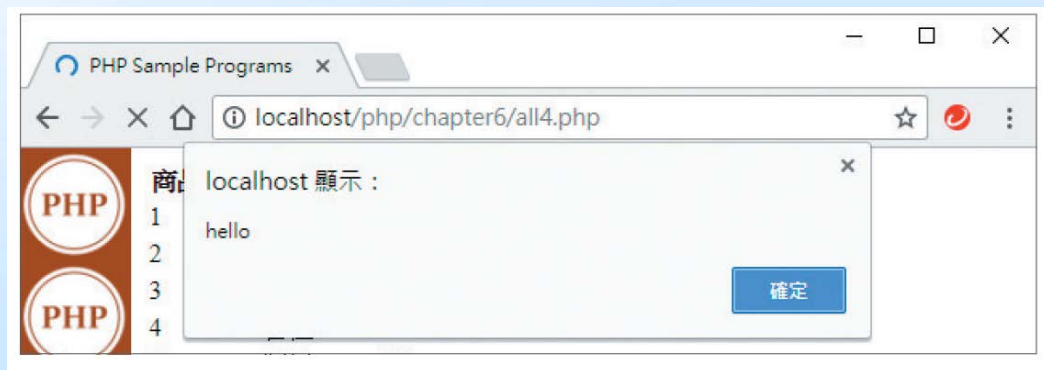 PHP Sample Programs
localhost/php/chapter6/all4.php
localhost 顯示：
hello
確定
PHP
PHP
商
1
2
3
4